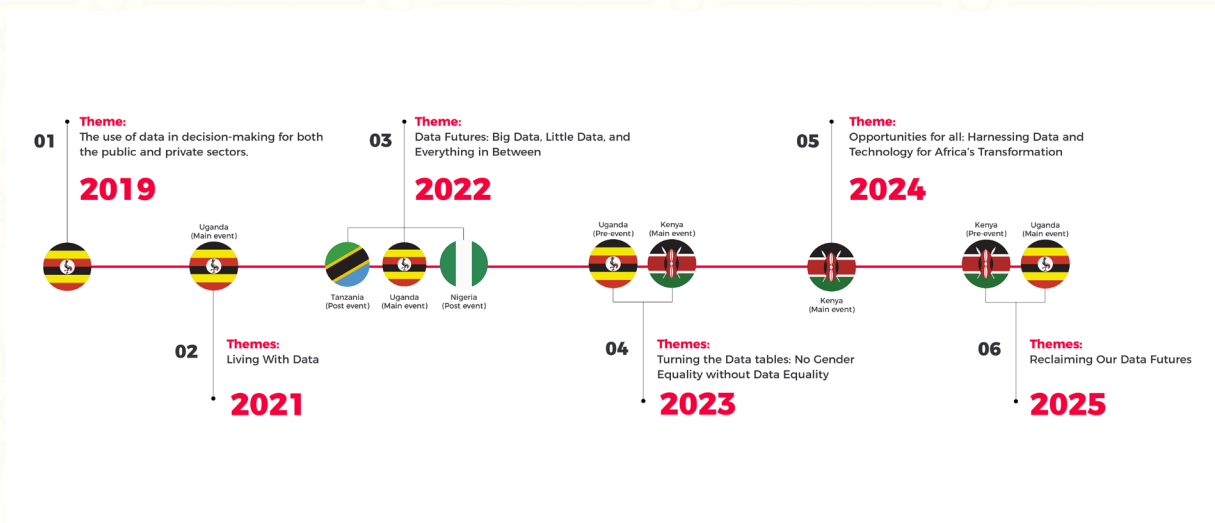 01
Theme:
The use of data in decision-making for both
the public and private sectors.
2019
Uganda
(Main event)
02
Themes:
Living With Data
2021
03
Theme:
Data Futures: Big Data, Little Data, and
Everything in Between
2022
Tanzania
(Post event)
Uganda
(Main event)
Nigeria
(Post event)
Uganda
(Pre-event)
Kenya
(Main event)
04
Themes:
Turning the Data tables: No Gender
Equality without Data Equality
2023
05
Theme:
Opportunities for all: Harnessing Data and
Technology for Africa's Transformation
2024
Kenya
(Main event)
Kenya
(Pre-event)
Uganda
(Main event)
06
Themes:
Reclaiming Our Data Futures
2025